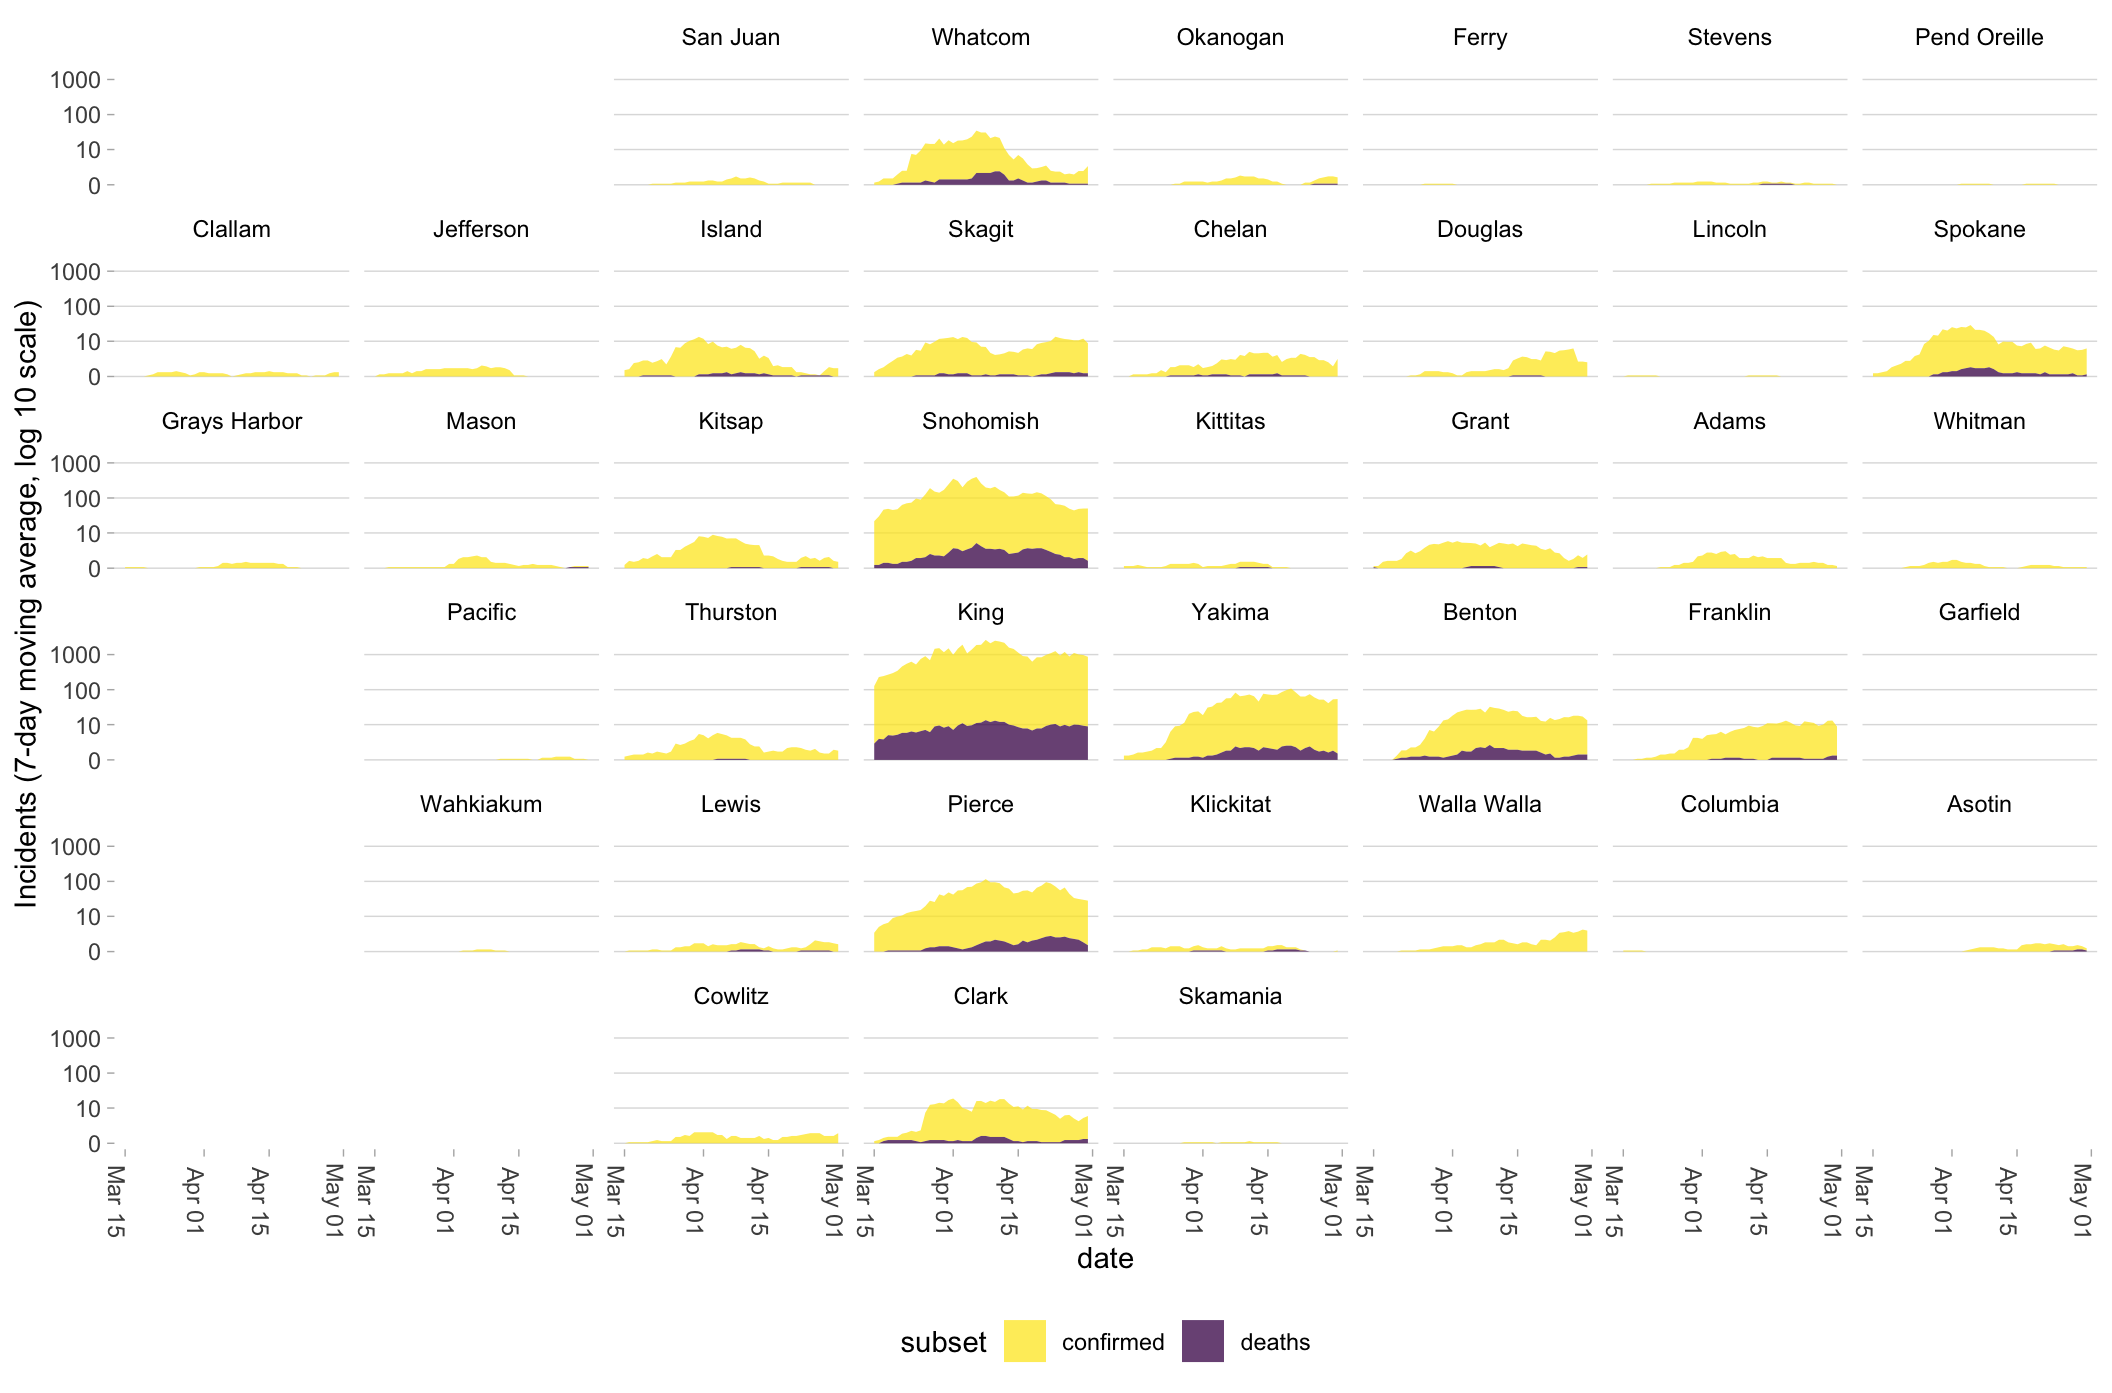 San Juan Whatcom Okanogan Ferry Stevens Pend Oreille
1000
100
10
0
Clallam Jefferson Island Skagit Chelan Douglas Lincoln Spokane
1000
100
10
0
Grays Harbor Mason Kitsap Snohomish Kittitas Grant Adams Whitman
1000
100
10
0
Pacific Thurston King Yakima Benton Franklin Garfield
1000
100
10
0
Wahkiakum Lewis Pierce Klickitat Walla Walla Columbia Asotin
1000
100
10
0
Cowlitz Clark Skamania
1000
100
10
0
Incidents (7-day moving average, log 10 scale)
Mar 15 Apr 01 Apr 15 May 01 Mar 15 Apr 01 Apr 15 May 01 Mar 15 Apr 01 Apr 15 May 01 Mar 15 Apr 01 Apr 15 May 01 Mar 15 Apr 01 Apr 15 May 01 Mar 15 Apr 01 Apr 15 May 01 Mar 15 Apr 01 Apr 15 May 01 Mar 15 Apr 01 Apr 15 May 01
date
subset confirmed deaths